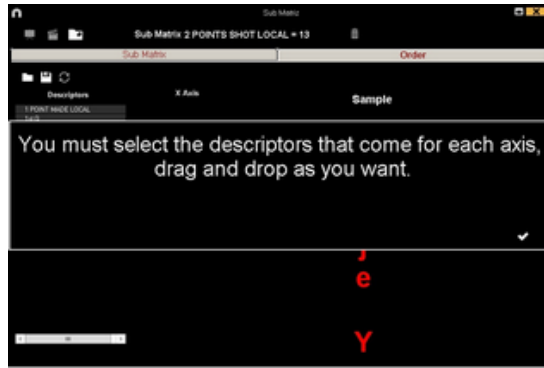 Sub Matriz
Sub Matrix 2 POINTS SHOT LOCAL = 13
Sub Matrix
Order
Descriptors
X Axis
Sample
1 POINT MADE LOCAL
You must select the descriptors that come for each axis,
drag and drop as you want.
j
e
Y